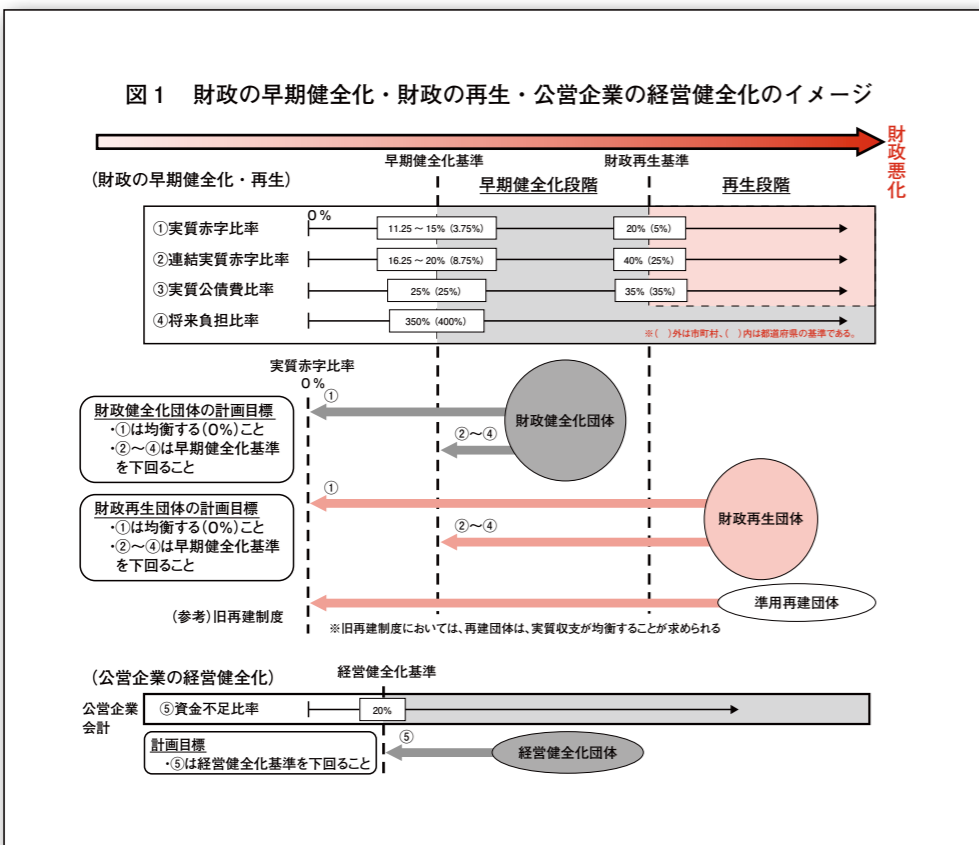 図1 財政の早期健全化・財政の再生・公営企業の経営健全化のイメージ
財政悪化
(財政の早期健全化・再生)
早期健全化基準
財政再生基準
早期健全化段階
再生段階
0%
①実質赤字比率
11.25～15% (3.75%)
20% (5%)
②連結実質赤字比率
16.25～20% (8.75%)
40% (25%)
③実質公債費比率
25% (25%)
35% (35%)
④将来負担比率
350% (400%)
※( )外は市町村、( )内は都道府県の基準である。
実質赤字比率
0%
財政健全化団体の計画目標
・①は均衡する(0%)こと
・②～④は早期健全化基準
を下回ること
①
②～④
財政健全化団体
財政再生団体の計画目標
・①は均衡する(0%)こと
・②～④は早期健全化基準
を下回ること
①
②～④
財政再生団体
(参考)旧再建制度
準用再建団体
※旧再建制度においては、再建団体は、実質収支が均衡することが求められる
(公営企業の経営健全化)
経営健全化基準
公営企業
会計
⑤資金不足比率
20%
計画目標
・⑤は経営健全化基準を下回ること
⑤
経営健全化団体